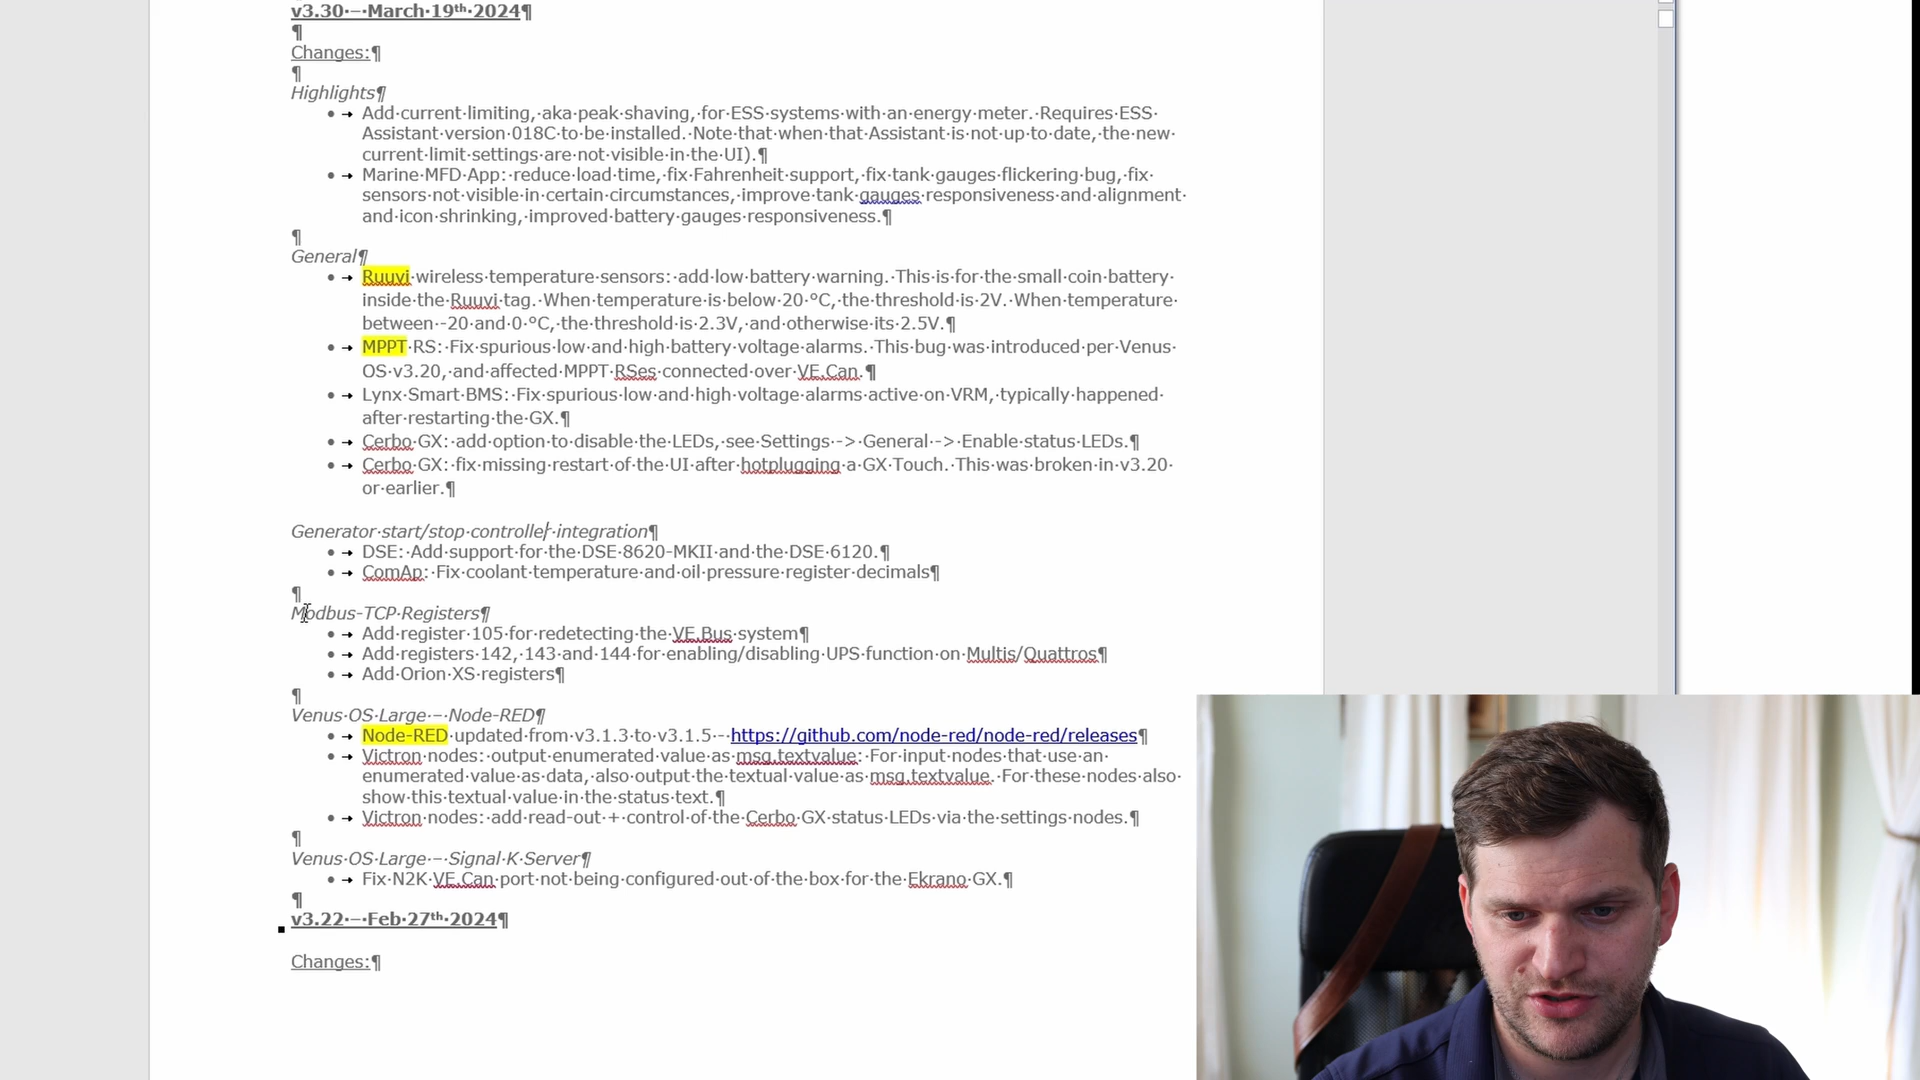 v3.30 – March 19th 2024¶
¶
Changes:¶
¶
Highlights¶
• → Add current limiting, aka peak shaving, for ESS systems with an energy meter. Requires ESS
Assistant version 018C to be installed. Note that when that Assistant is not up to date, the new
current limit settings are not visible in the UI).¶
• → Marine MFD App: reduce load time, fix Fahrenheit support, fix tank gauges flickering bug, fix
sensors not visible in certain circumstances, improve tank gauges responsiveness and alignment
and icon shrinking, improved battery gauges responsiveness.¶
¶
General¶
• → Ruuvi wireless temperature sensors: add low battery warning. This is for the small coin battery
inside the Ruuvi tag. When temperature is below 20 °C, the threshold is 2V. When temperature
between -20 and 0 °C, the threshold is 2.3V, and otherwise its 2.5V.¶
• → MPPT RS: Fix spurious low and high battery voltage alarms. This bug was introduced per Venus
OS v3.20, and affected MPPT RSes connected over VE.Can.¶
• → Lynx Smart BMS: Fix spurious low and high voltage alarms active on VRM, typically happened
after restarting the GX.¶
• → Cerbo GX: add option to disable the LEDs, see Settings -> General -> Enable status LEDs.¶
• → Cerbo GX: fix missing restart of the UI after hotplugging a GX Touch. This was broken in v3.20
or earlier.¶
Generator start/stop controller integration¶
• → DSE: Add support for the DSE 8620-MKII and the DSE 6120.¶
• → ComAp: Fix coolant temperature and oil pressure register decimals¶
¶
Modbus-TCP Registers¶
• → Add register 105 for redetecting the VE.Bus system¶
• → Add registers 142, 143 and 144 for enabling/disabling UPS function on Multis/Quattros¶
• → Add Orion XS registers¶
¶
Venus OS Large – Node-RED¶
• → Node-RED updated from v3.1.3 to v3.1.5 - https://github.com/node-red/node-red/releases¶
• → Victron nodes: output enumerated value as msg.textvalue: For input nodes that use an
enumerated value as data, also output the textual value as msg.textvalue. For these nodes also
show this textual value in the status text.¶
• → Victron nodes: add read-out + control of the Cerbo GX status LEDs via the settings nodes.¶
¶
Venus OS Large – Signal K Server¶
• → Fix N2K VE.Can port not being configured out of the box for the Ekrano GX.¶
¶
v3.22 – Feb 27th 2024¶
Changes:¶